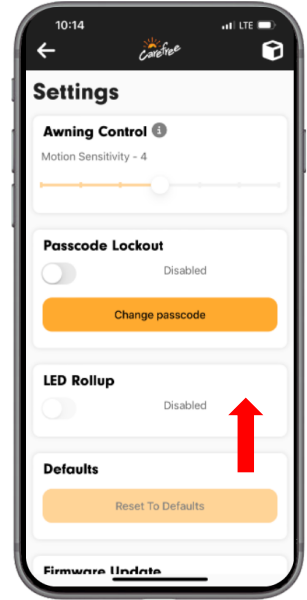 10:14
LTE
Carefree
Settings
Awning Control i
Motion Sensitivity - 4
Passcode Lockout
Disabled
Change passcode
LED Rollup
Disabled
Defaults
Reset To Defaults
Firmware Update